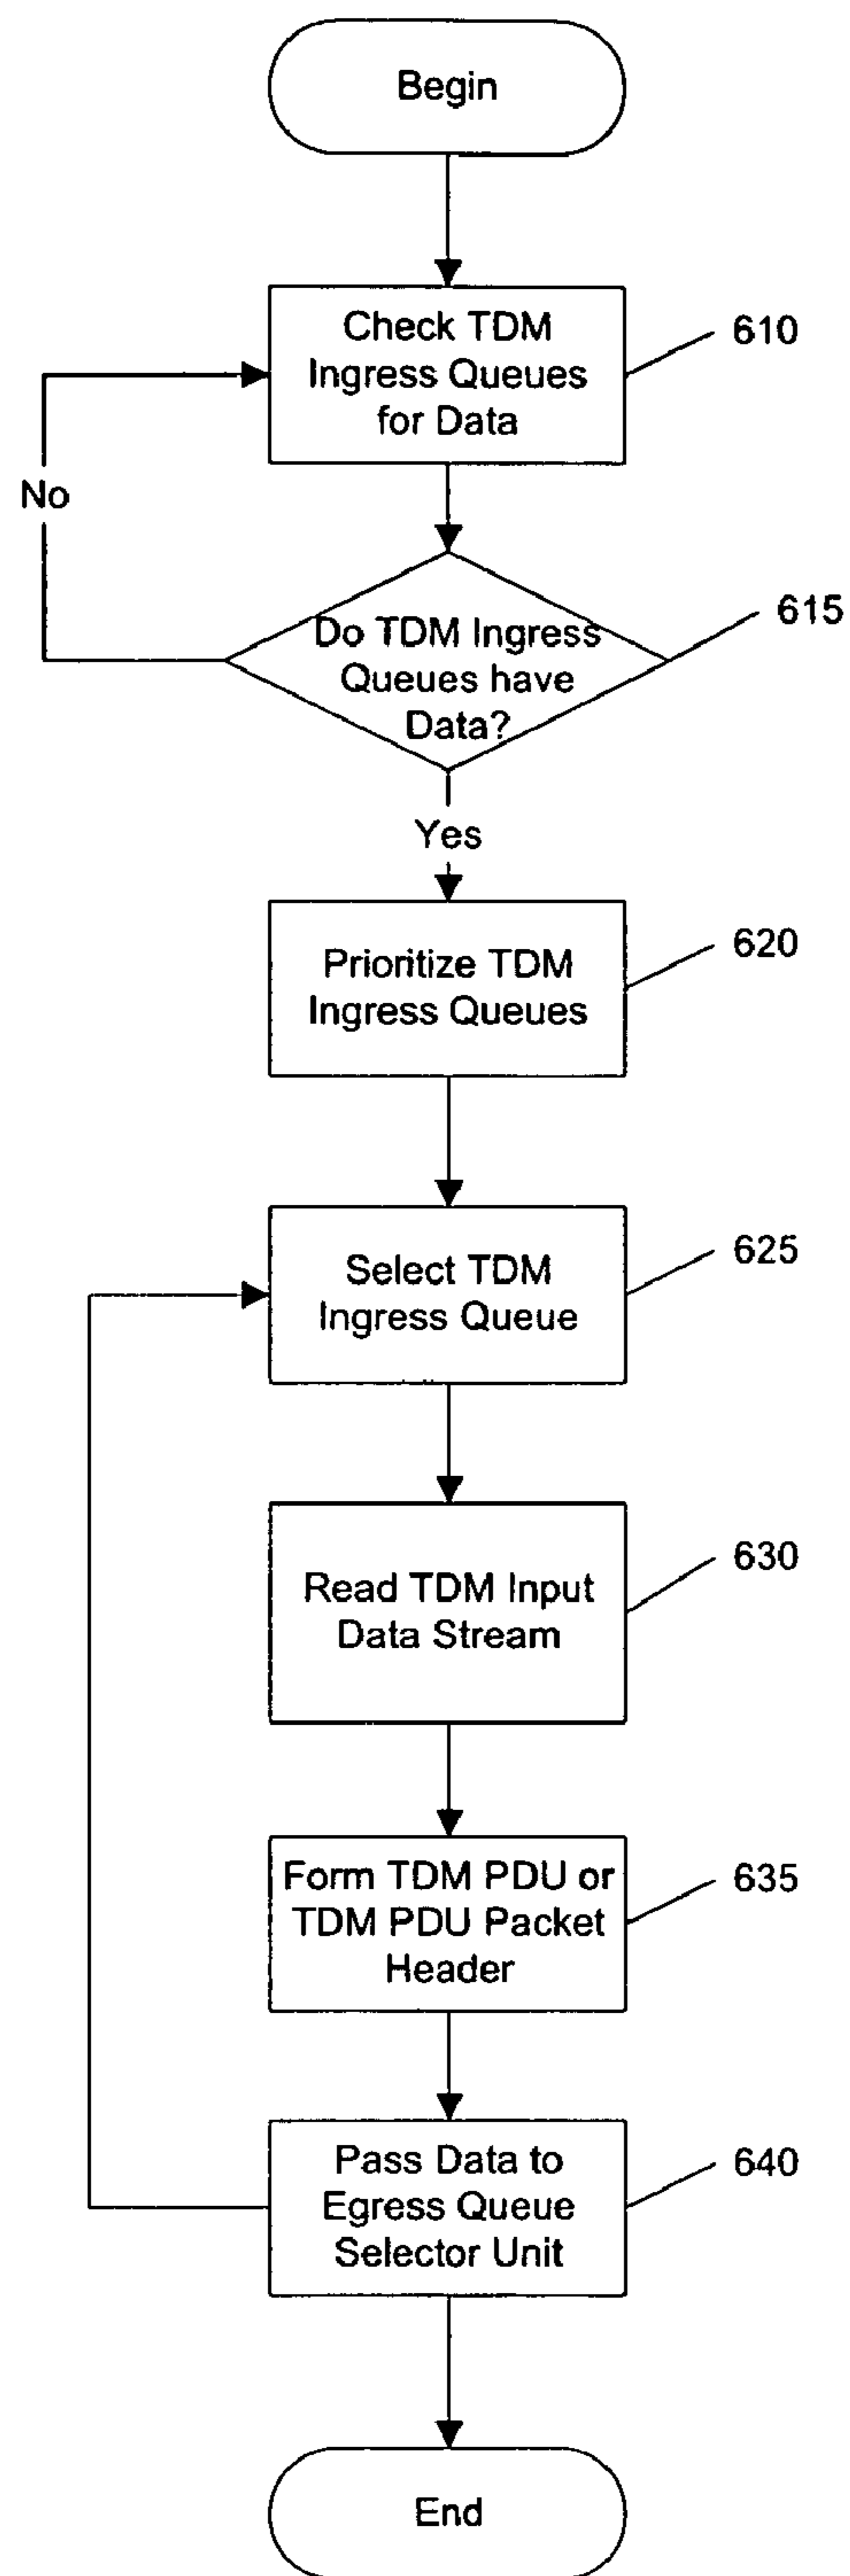 Begin
Check TDM
Ingress Queues
for Data
610
No
Do TDM Ingress
Queues have
Data?
615
Yes
Prioritize TDM
Ingress Queues
620
Select TDM
Ingress Queue
625
Read TDM Input
Data Stream
630
Form TDM PDU or
TDM PDU Packet
Header
635
Pass Data to
Egress Queue
Selector Unit
640
End